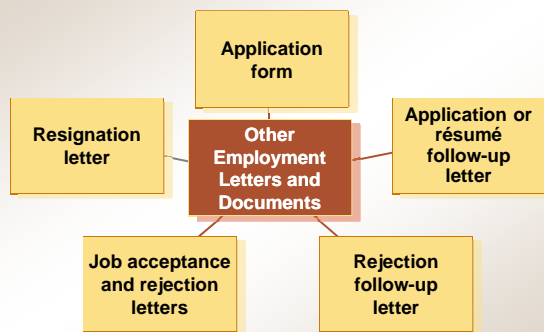 Application
form
Resignation
letter
Other
Employment
Letters and
Documents
Application or
résumé
follow-up
letter
Job acceptance
and rejection
letters
Rejection
follow-up
letter